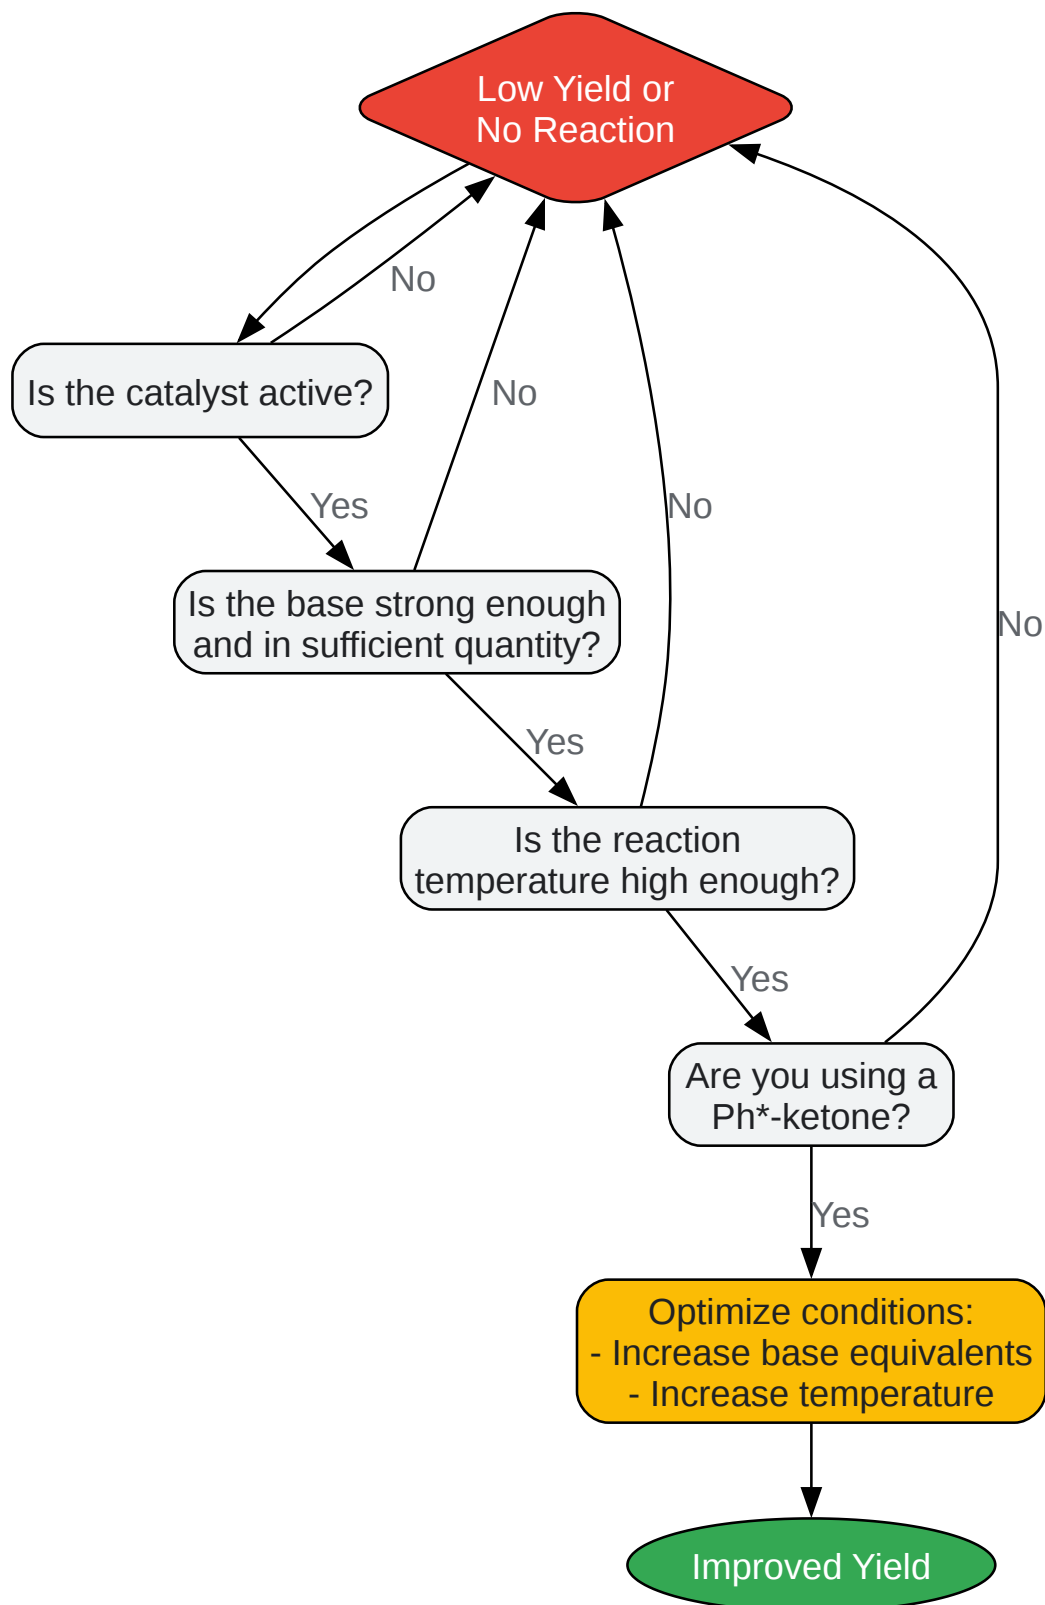 Low Yield or
No Reaction
No
Is the catalyst active?
No
Yes
No
Is the base strong enough
and in sufficient quantity?
No
Yes
Is the reaction
temperature high enough?
Yes
Are you using a
Ph*-ketone?
Yes
Optimize conditions:
- Increase base equivalents
- Increase temperature
Improved Yield